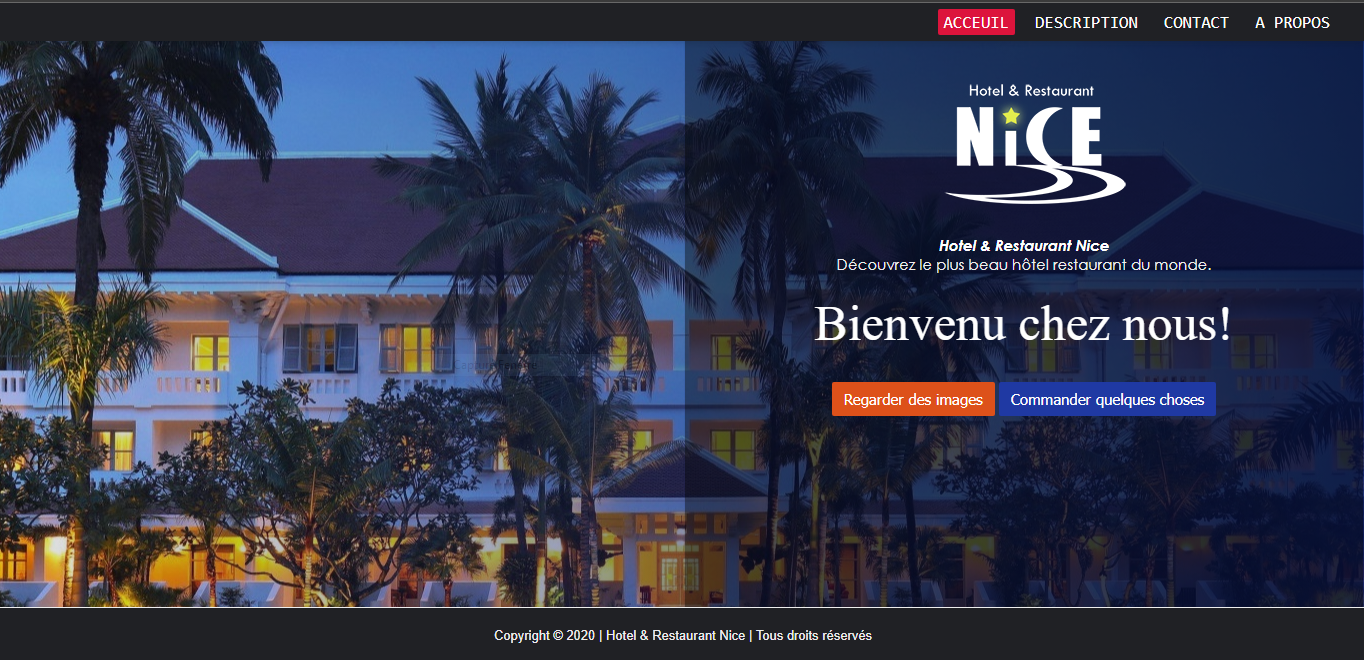 ACCEUIL DESCRIPTION CONTACT A PROPOS
Hotel & Restaurant
NiCE
Hotel & Restaurant Nice
Découvrez le plus beau hôtel restaurant du monde.
Bienvenu chez nous!
Regarder des images Commander quelques choses
Copyright © 2020 | Hotel & Restaurant Nice | Tous droits réservés